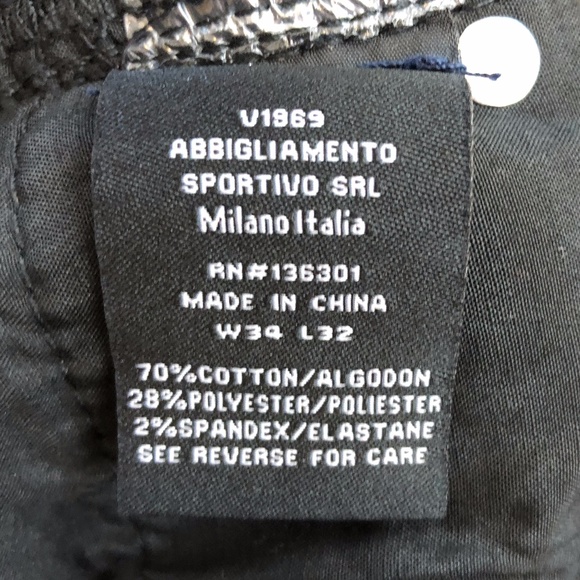 V1969
ABBIGLIAMENTO
SPORTIVO SRL
Milano Italia
RN#136301
MADE IN CHINA
W34 L32
70%COTTON/ALGODON
28%POLYESTER/POLIESTER
2%SPANDEX/ELASTANE
SEE REVERSE FOR CARE